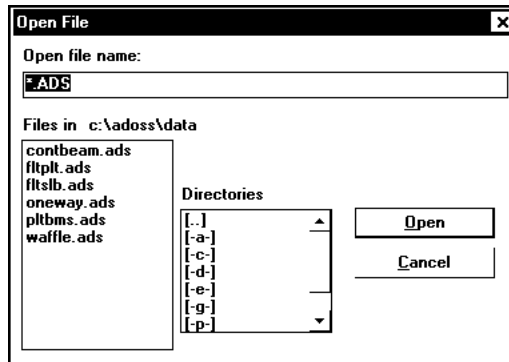 Open File
Open file name:
*.ADS
Files in c:\adoss\data
contbeam.ads
fltplt.ads
fltslb.ads
oneway.ads
pltbms.ads
waffle.ads
Directories
[..]
[-a-]
[-c-]
[-d-]
[-e-]
[-g-]
[-p-]
Open
Cancel